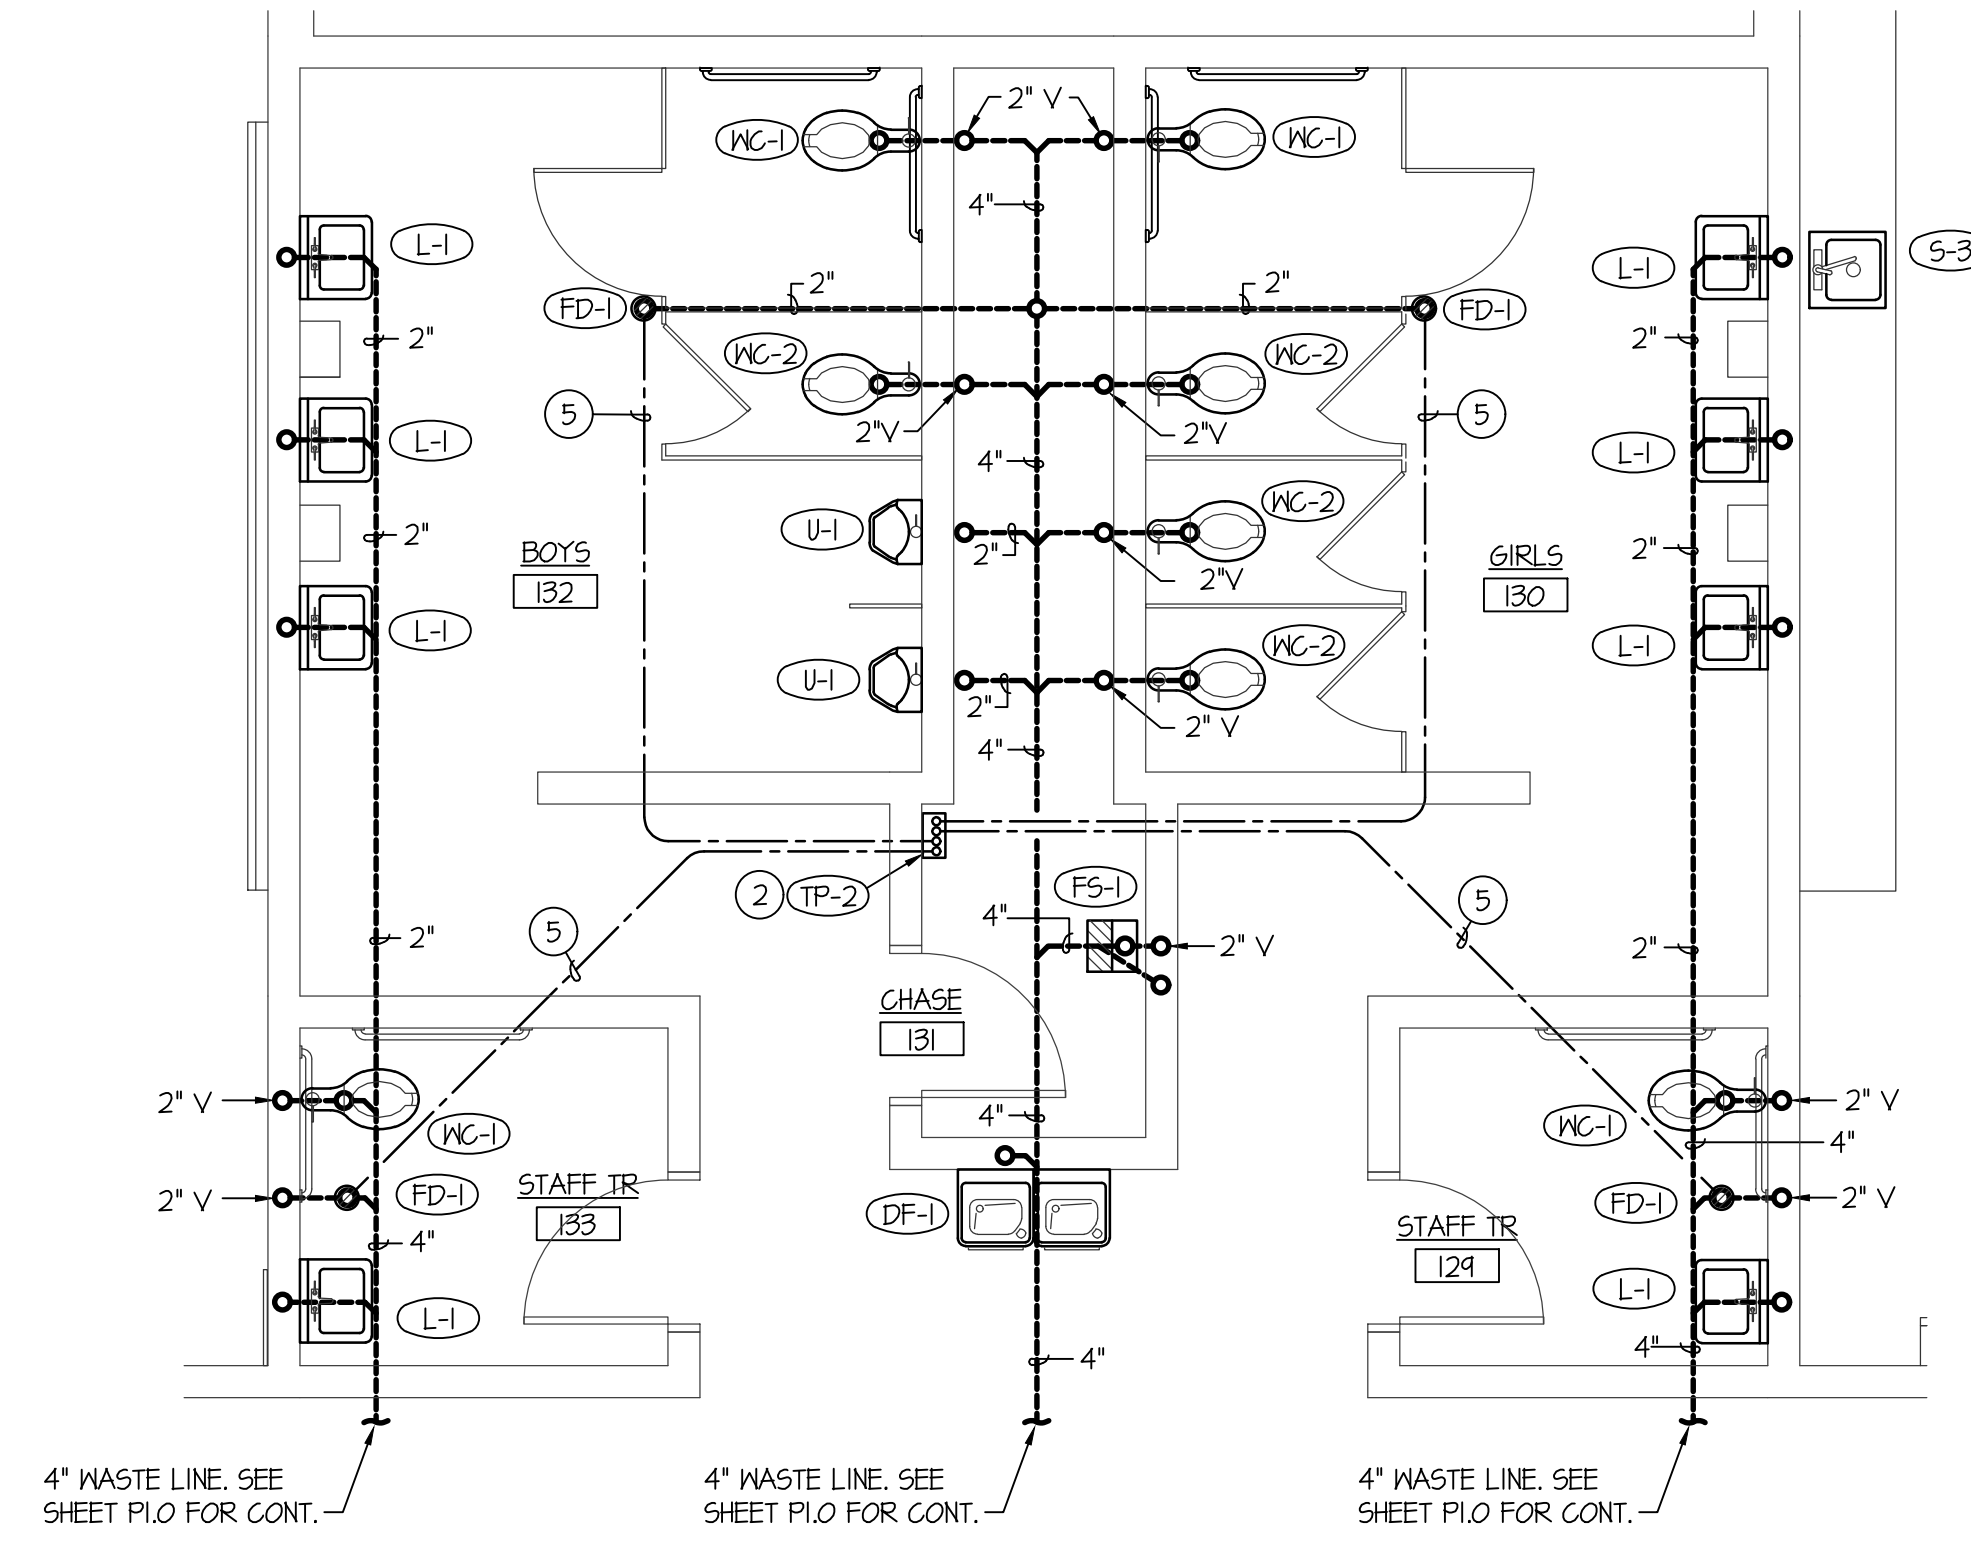 2" V
WC-1
WC-1
4"
L-1
L-1
S-3
2"
2"
FD-1
FD-1
2"
WC-2
WC-2
2"
5
5
2"V
2"V
L-1
4"
L-1
WC-2
U-1
2"
2"
BOYS
132
2"
2"V
GIRLS
130
L-1
WC-2
L-1
U-1
2"
2" V
4"
2
TP-2
FS-1
5
4"
5
2"
2" V
2"
CHASE
131
2" V
WC-1
4"
WC-1
2" V
4"
2" V
FD-1
STAFF TR
133
DF-1
STAFF TR
129
FD-1
2" V
4"
L-1
L-1
4"
4"
4" WASTE LINE. SEE
SHEET P1.0 FOR CONT.
4" WASTE LINE. SEE
SHEET P1.0 FOR CONT.
4" WASTE LINE. SEE
SHEET P1.0 FOR CONT.